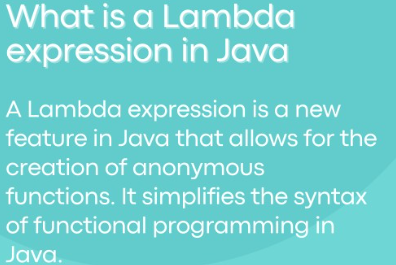 What is a Lambda
expression in Java
A Lambda expression is a new
feature in Java that allows for the
creation of anonymous
functions. It simplifies the syntax
of functional programming in
Java.